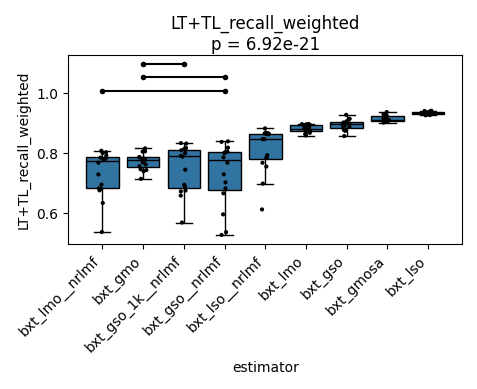 LT+TL_recall_weighted
p = 6.92e-21
LT+TL_recall_weighted
1.0
0.8
0.6
bxt_lmo__nrlmf
bxt_gmo
bxt_gso_1k__nrlmf
bxt_gso__nrlmf
bxt_lso__nrlmf
bxt_lmo
bxt_gso
bxt_gmosa
bxt_lso
estimator